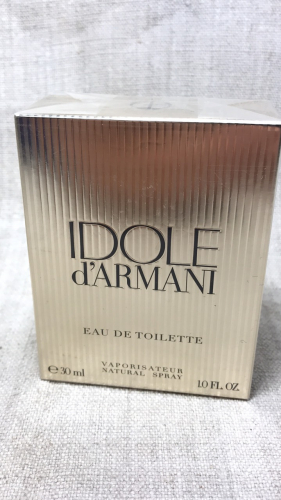 IDOLE
d'ARMANI
EAU DE TOILETTE
VAPORISATEUR
NATURAL SPRAY
℮30 ml
1.0 FL. OZ.